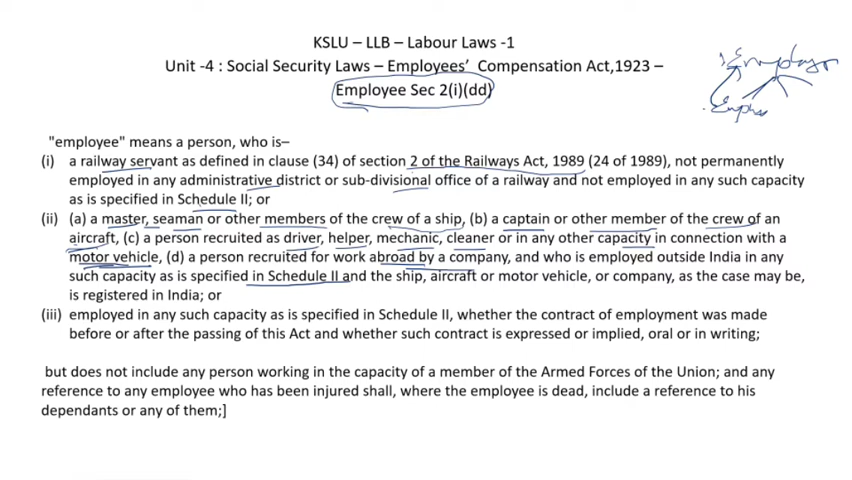 KSLU – LLB – Labour Laws -1
Unit -4 : Social Security Laws – Employees' Compensation Act,1923 –
Employee Sec 2(i)(dd)
Employer
"employee" means a person, who is–
(i) a railway servant as defined in clause (34) of section 2 of the Railways Act, 1989 (24 of 1989), not permanently
employed in any administrative district or sub-divisional office of a railway and not employed in any such capacity
as is specified in Schedule II; or
(ii) (a) a master, seaman or other members of the crew of a ship, (b) a captain or other member of the crew of an
aircraft, (c) a person recruited as driver, helper, mechanic, cleaner or in any other capacity in connection with a
motor vehicle, (d) a person recruited for work abroad by a company, and who is employed outside India in any
such capacity as is specified in Schedule II and the ship, aircraft or motor vehicle, or company, as the case may be,
is registered in India; or
(iii) employed in any such capacity as is specified in Schedule II, whether the contract of employment was made
before or after the passing of this Act and whether such contract is expressed or implied, oral or in writing;
but does not include any person working in the capacity of a member of the Armed Forces of the Union; and any
reference to any employee who has been injured shall, where the employee is dead, include a reference to his
dependants or any of them;]